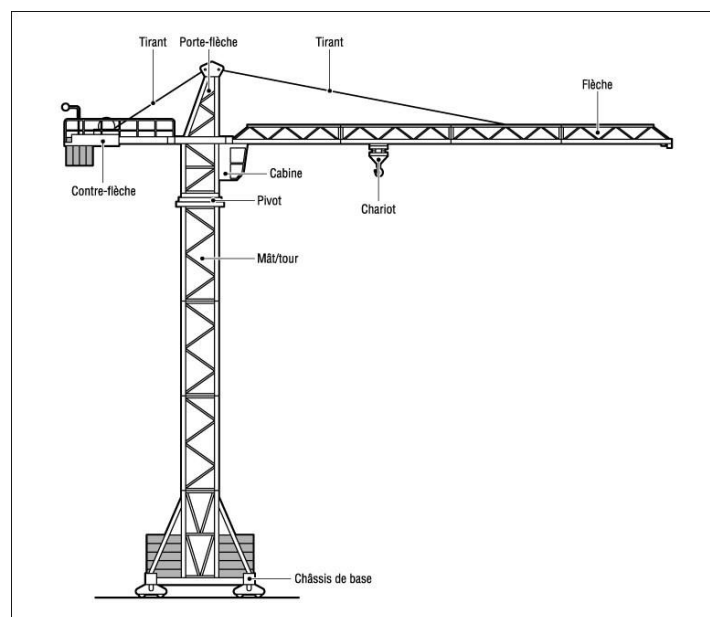 Tirant
Porte-flèche
Tirant
Flèche
Contre-flèche
Cabine
Pivot
Chariot
Mât/tour
Châssis de base